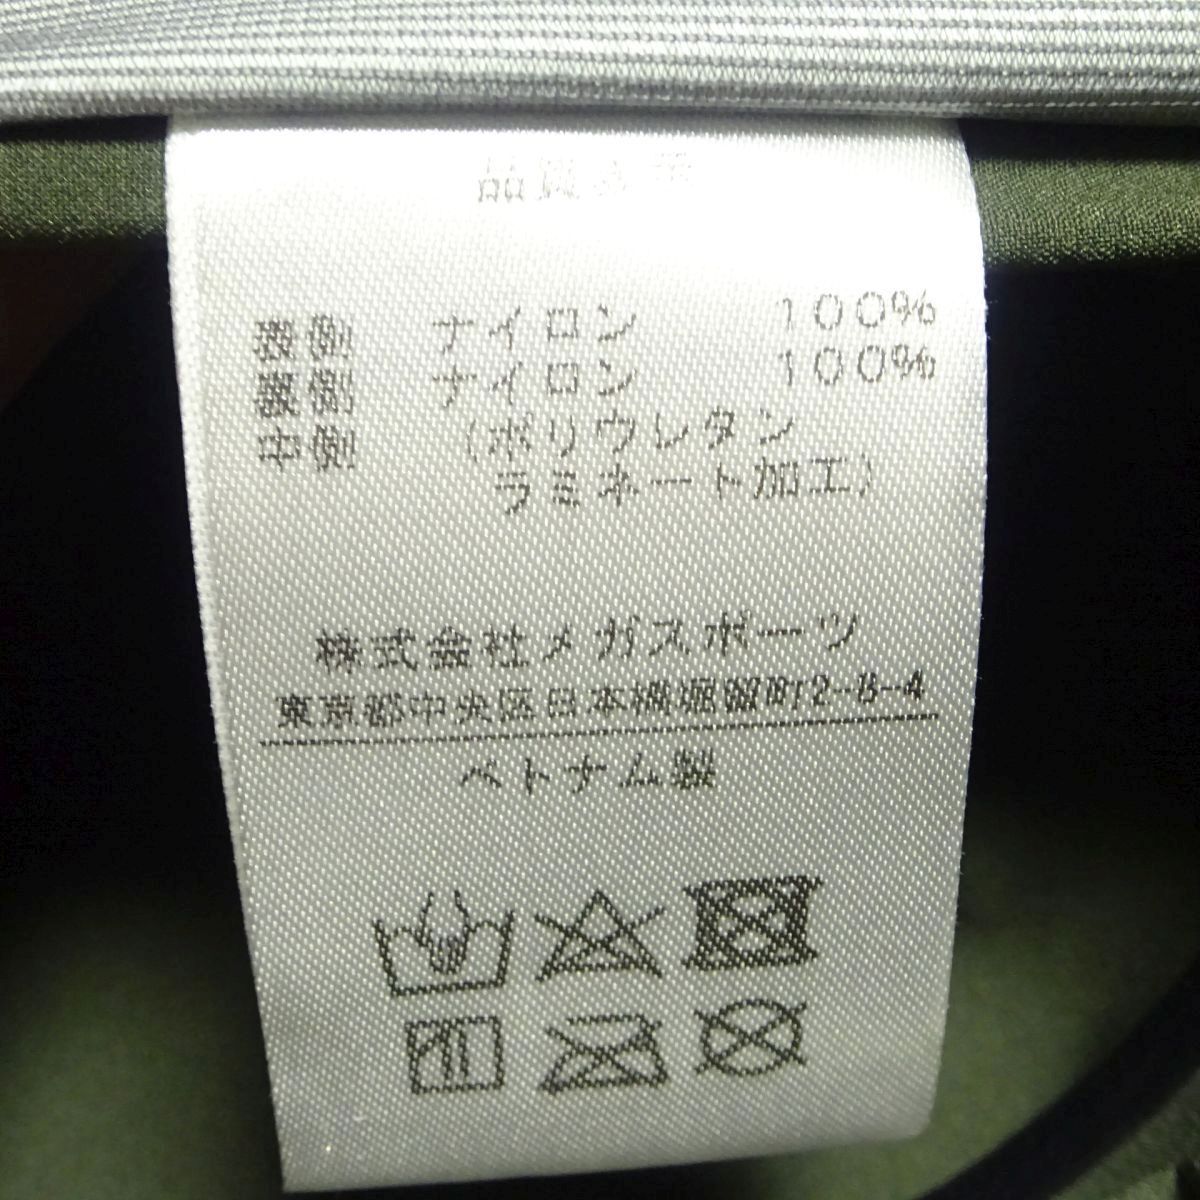 品質表示
表側 ナイロン 100%
裏側 ナイロン 100%
中側 (ポリウレタン
ラミネート加工)
株式会社メガスポーツ
東京都中央区日本橋堀留町2-8-4
ベトナム製